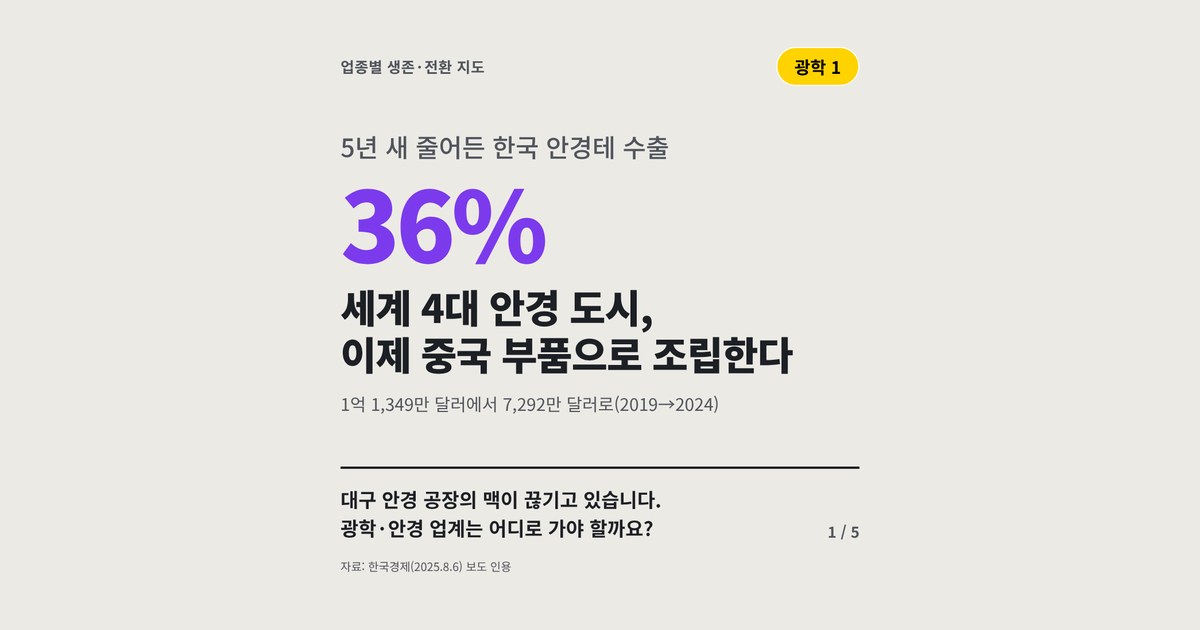 업종별 생존·전환 지도
광학 1
5년 새 줄어든 한국 안경테 수출
36%
세계 4대 안경 도시,
이제 중국 부품으로 조립한다
1억 1,349만 달러에서 7,292만 달러로(2019→2024)
대구 안경 공장의 맥이 끊기고 있습니다.
광학·안경 업계는 어디로 가야 할까요?
1 / 5
자료: 한국경제(2025.8.6) 보도 인용